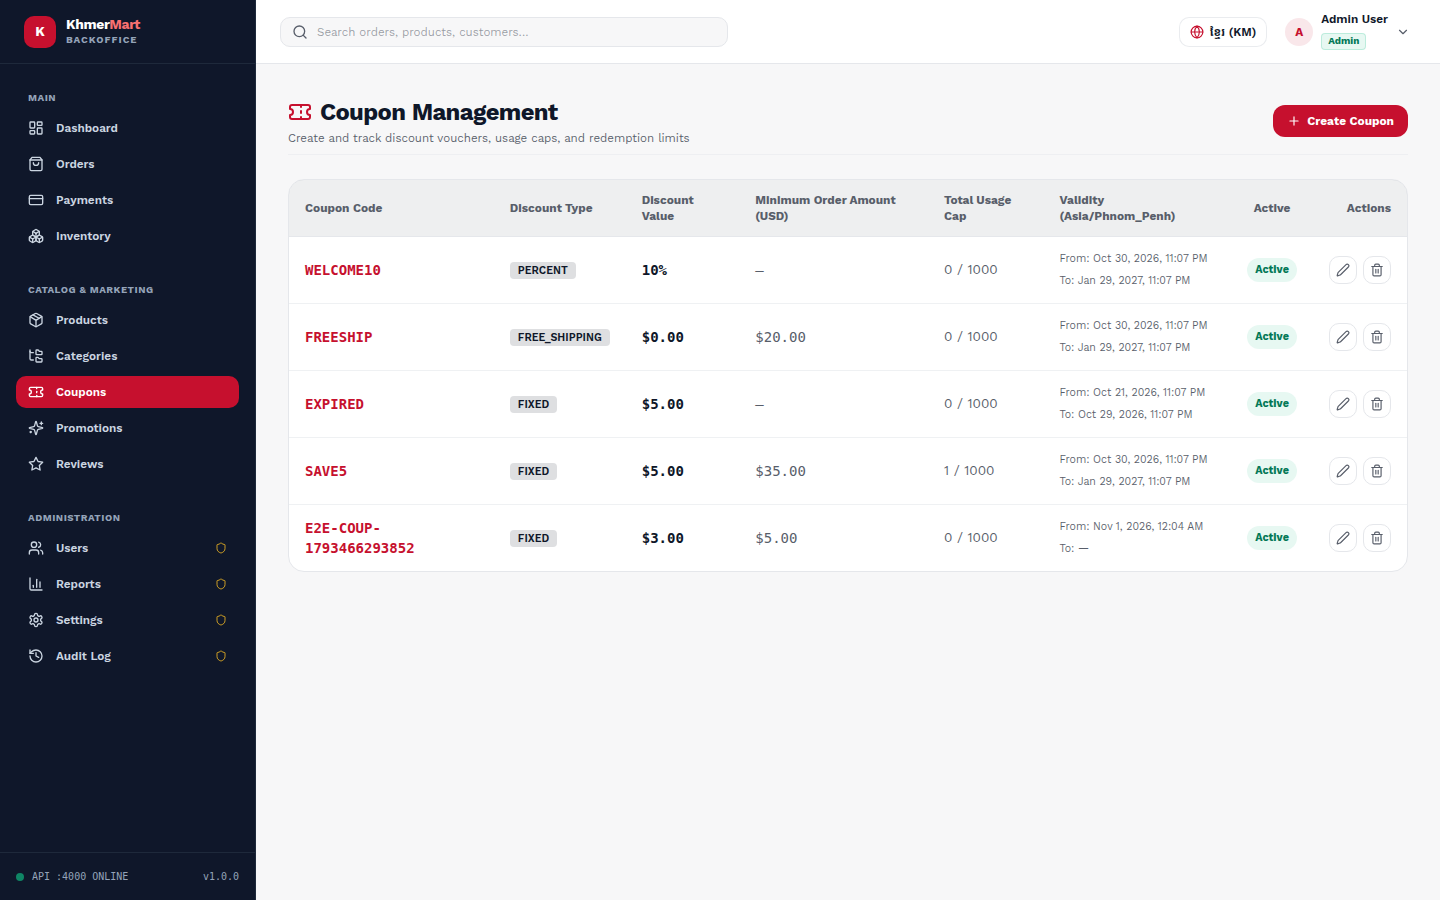 K
KhmerMart
BACKOFFICE
Search orders, products, customers...
ខ្មែរ (KM)
A
Admin User
Admin
MAIN
Dashboard
Orders
Payments
Inventory
CATALOG & MARKETING
Products
Categories
Coupons
Promotions
Reviews
ADMINISTRATION
Users
Reports
Settings
Audit Log
API :4000 ONLINE v1.0.0
Coupon Management
Create and track discount vouchers, usage caps, and redemption limits
Create Coupon
Coupon Code
Discount Type
Discount
Value
Minimum Order Amount
(USD)
Total Usage
Cap
Validity
(Asia/Phnom_Penh)
Active
Actions
WELCOME10
PERCENT
10%
—
0 / 1000
From: Oct 30, 2026, 11:07 PM
To: Jan 29, 2027, 11:07 PM
Active
FREESHIP
FREE_SHIPPING
$0.00
$20.00
0 / 1000
From: Oct 30, 2026, 11:07 PM
To: Jan 29, 2027, 11:07 PM
Active
EXPIRED
FIXED
$5.00
—
0 / 1000
From: Oct 21, 2026, 11:07 PM
To: Oct 29, 2026, 11:07 PM
Active
SAVE5
FIXED
$5.00
$35.00
1 / 1000
From: Oct 30, 2026, 11:07 PM
To: Jan 29, 2027, 11:07 PM
Active
E2E-COUP-
1793466293852
FIXED
$3.00
$5.00
0 / 1000
From: Nov 1, 2026, 12:04 AM
To: —
Active